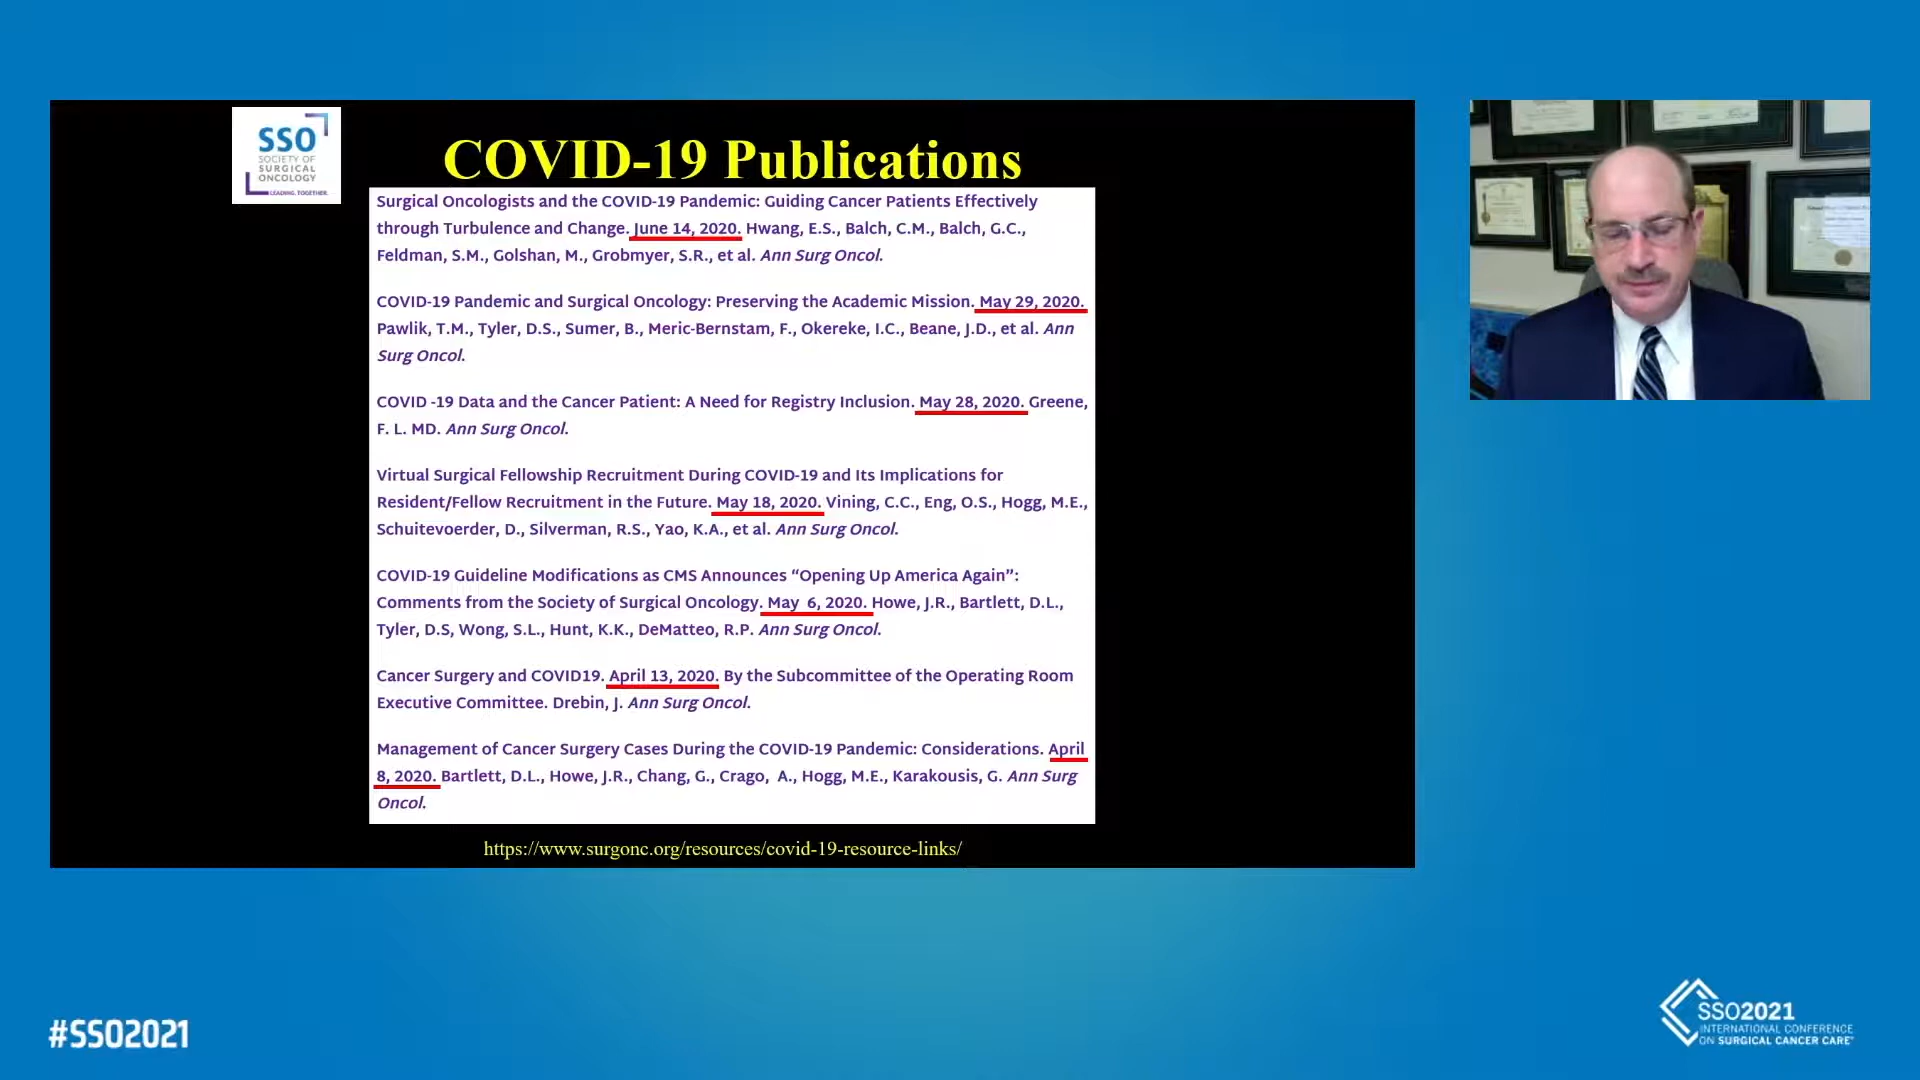 SSO
SOCIETY OF
SURGICAL
ONCOLOGY
LEADING. TOGETHER.
COVID-19 Publications
Surgical Oncologists and the COVID-19 Pandemic: Guiding Cancer Patients Effectively
through Turbulence and Change. June 14, 2020. Hwang, E.S., Balch, C.M., Balch, G.C.,
Feldman, S.M., Golshan, M., Grobmyer, S.R., et al. Ann Surg Oncol.
COVID-19 Pandemic and Surgical Oncology: Preserving the Academic Mission. May 29, 2020.
Pawlik, T.M., Tyler, D.S., Sumer, B., Meric-Bernstam, F., Okereke, I.C., Beane, J.D., et al. Ann
Surg Oncol.
COVID -19 Data and the Cancer Patient: A Need for Registry Inclusion. May 28, 2020. Greene,
F. L. MD. Ann Surg Oncol.
Virtual Surgical Fellowship Recruitment During COVID-19 and Its Implications for
Resident/Fellow Recruitment in the Future. May 18, 2020. Vining, C.C., Eng, O.S., Hogg, M.E.,
Schuitevoerder, D., Silverman, R.S., Yao, K.A., et al. Ann Surg Oncol.
COVID-19 Guideline Modifications as CMS Announces “Opening Up America Again”:
Comments from the Society of Surgical Oncology. May  6, 2020. Howe, J.R., Bartlett, D.L.,
Tyler, D.S, Wong, S.L., Hunt, K.K., DeMatteo, R.P. Ann Surg Oncol.
Cancer Surgery and COVID19. April 13, 2020. By the Subcommittee of the Operating Room
Executive Committee. Drebin, J. Ann Surg Oncol.
Management of Cancer Surgery Cases During the COVID-19 Pandemic: Considerations. April
8, 2020. Bartlett, D.L., Howe, J.R., Chang, G., Crago,  A., Hogg, M.E., Karakousis, G. Ann Surg
Oncol.
https://www.surgonc.org/resources/covid-19-resource-links/
#SSO2021
SSO2021
INTERNATIONAL CONFERENCE
ON SURGICAL CANCER CARE